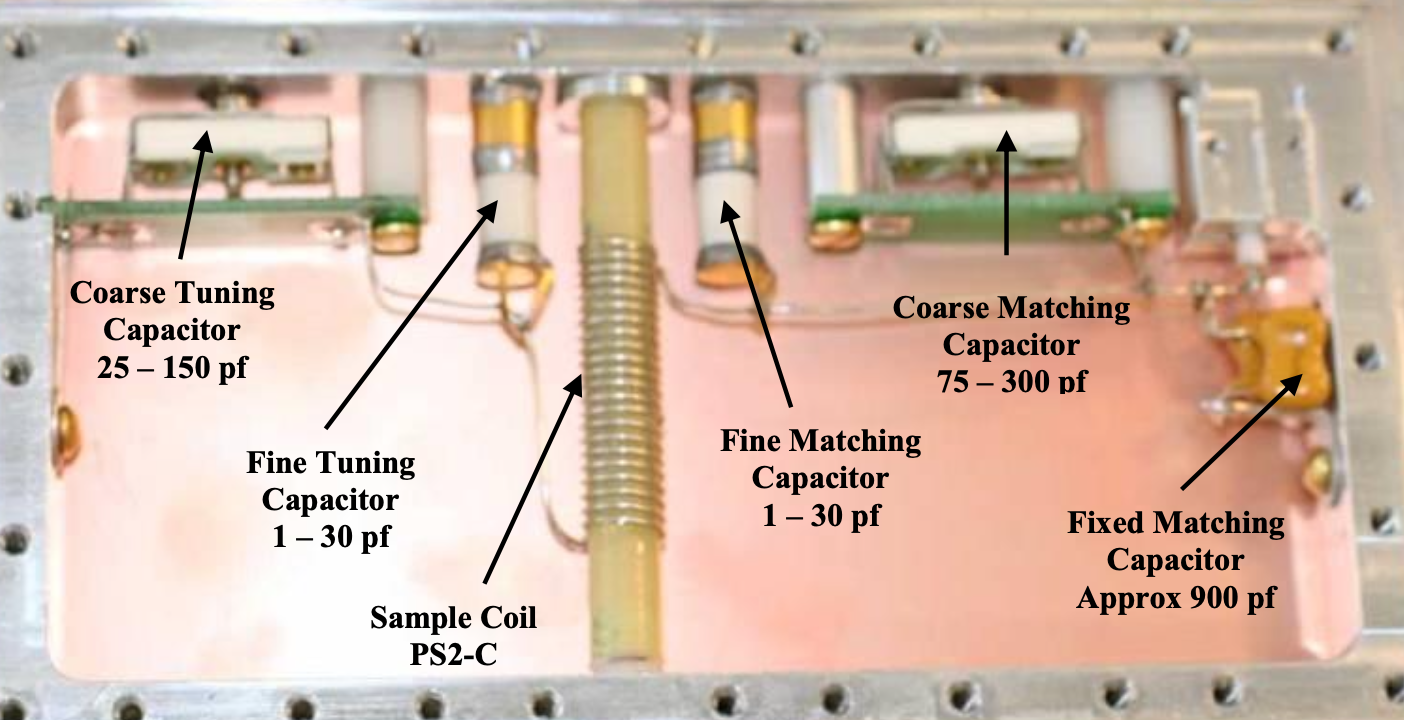 Coarse Tuning
Capacitor
25 – 150 pf
Fine Tuning
Capacitor
1 – 30 pf
Sample Coil
PS2-C
Fine Matching
Capacitor
1 – 30 pf
Coarse Matching
Capacitor
75 – 300 pf
Fixed Matching
Capacitor
Approx 900 pf